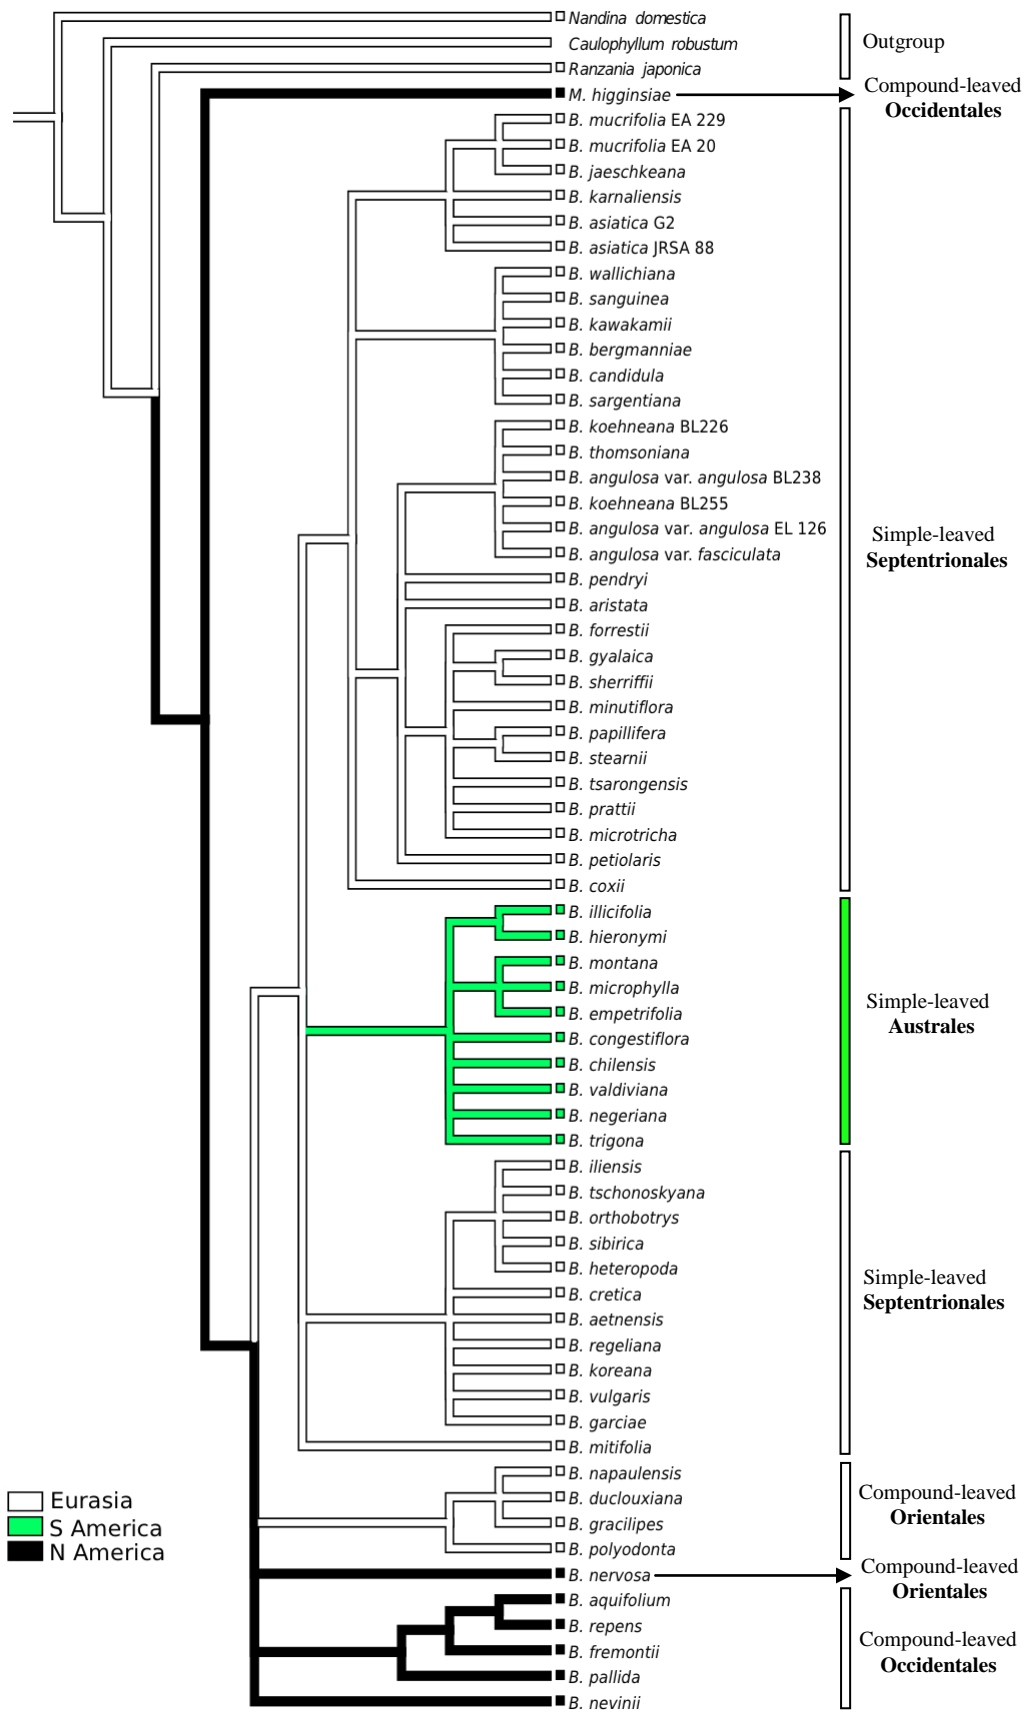 Nandina domestica
Caulophyllum robustum
Ranzania japonica
Outgroup
M. higginsiae
Compound-leaved
Occidentales
B. mucrifolia EA 229
B. mucrifolia EA 20
B. jaeschkeana
B. karnaliensis
B. asiatica G2
B. asiatica JRSA 88
B. wallichiana
B. sanguinea
B. kawakamii
B. bergmanniae
B. candidula
B. sargentiana
B. koehneana BL226
B. thomsoniana
B. angulosa var. angulosa BL238
B. koehneana BL255
B. angulosa var. angulosa EL 126
B. angulosa var. fasciculata
B. pendryi
B. aristata
B. forrestii
B. gyalaica
B. sherriffii
B. minutiflora
B. papillifera
B. stearnii
B. tsarongensis
B. prattii
B. microtricha
B. petiolaris
B. coxii
Simple-leaved
Septentrionales
B. illicifolia
B. hieronymi
B. montana
B. microphylla
B. empetrifolia
B. congestiflora
B. chilensis
B. valdiviana
B. negeriana
B. trigona
Simple-leaved
Australes
B. iliensis
B. tschonoskyana
B. orthobotrys
B. sibirica
B. heteropoda
B. cretica
B. aetnensis
B. regeliana
B. koreana
B. vulgaris
B. garciae
B. mitifolia
Simple-leaved
Septentrionales
B. napaulensis
B. duclouxiana
B. gracilipes
B. polyodonta
Compound-leaved
Orientales
B. nervosa
Compound-leaved
Orientales
B. aquifolium
B. repens
B. fremontii
B. pallida
B. nevinii
Compound-leaved
Occidentales
Eurasia
S America
N America